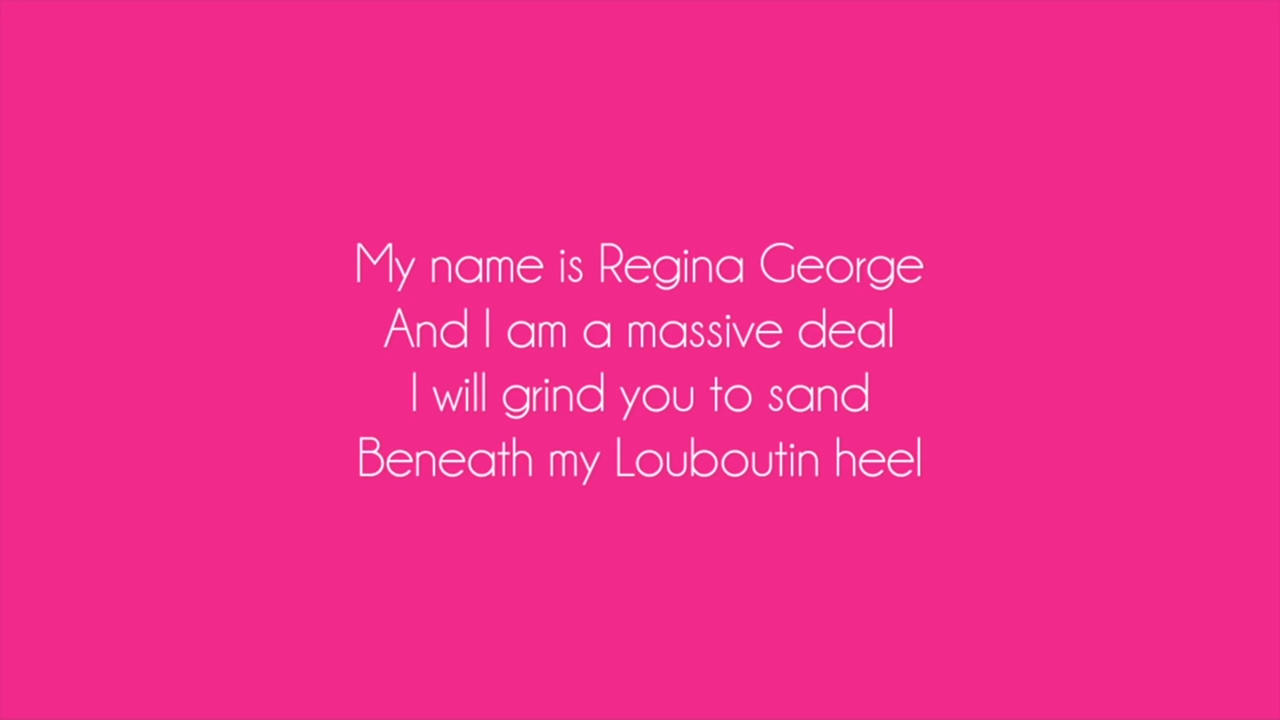 My name is Regina George
And I am a massive deal
I will grind you to sand
Beneath my Louboutin heel